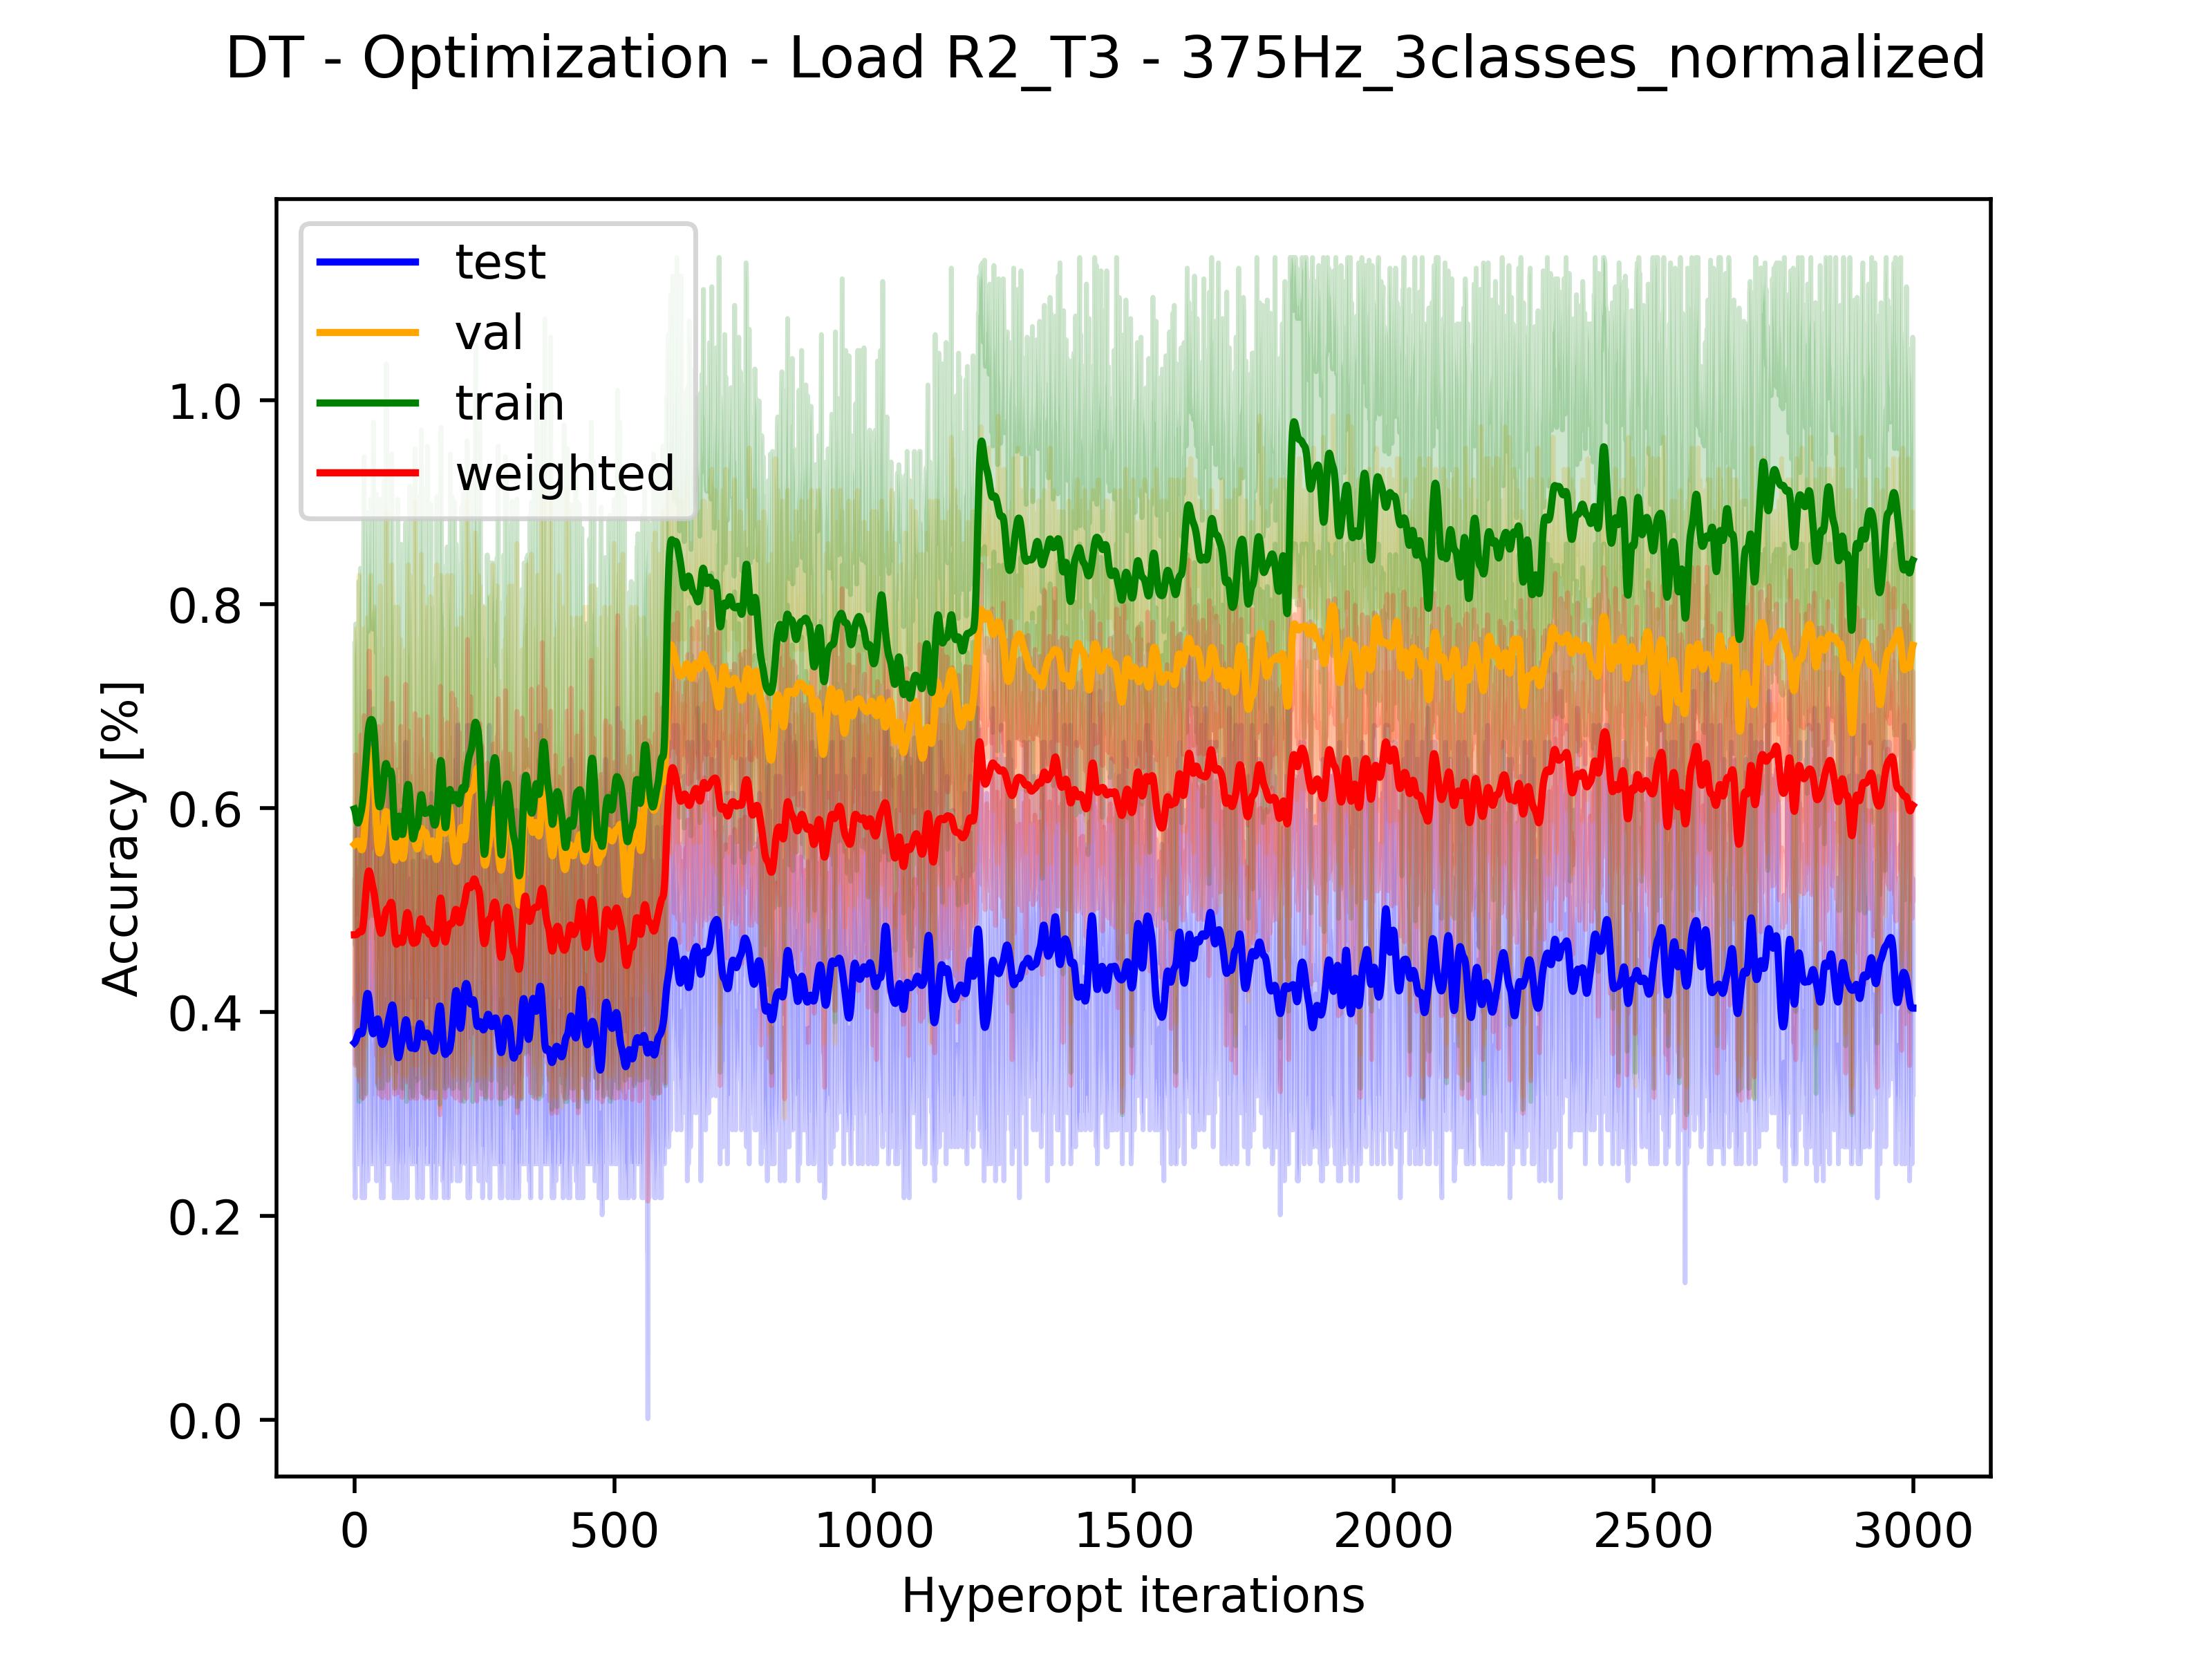 DT - Optimization - Load R2_T3 - 375Hz_3classes_normalized
test
val
train
weighted
Accuracy [%]
1.0
0.8
0.6
0.4
0.2
0.0
0 500 1000 1500 2000 2500 3000
Hyperopt iterations